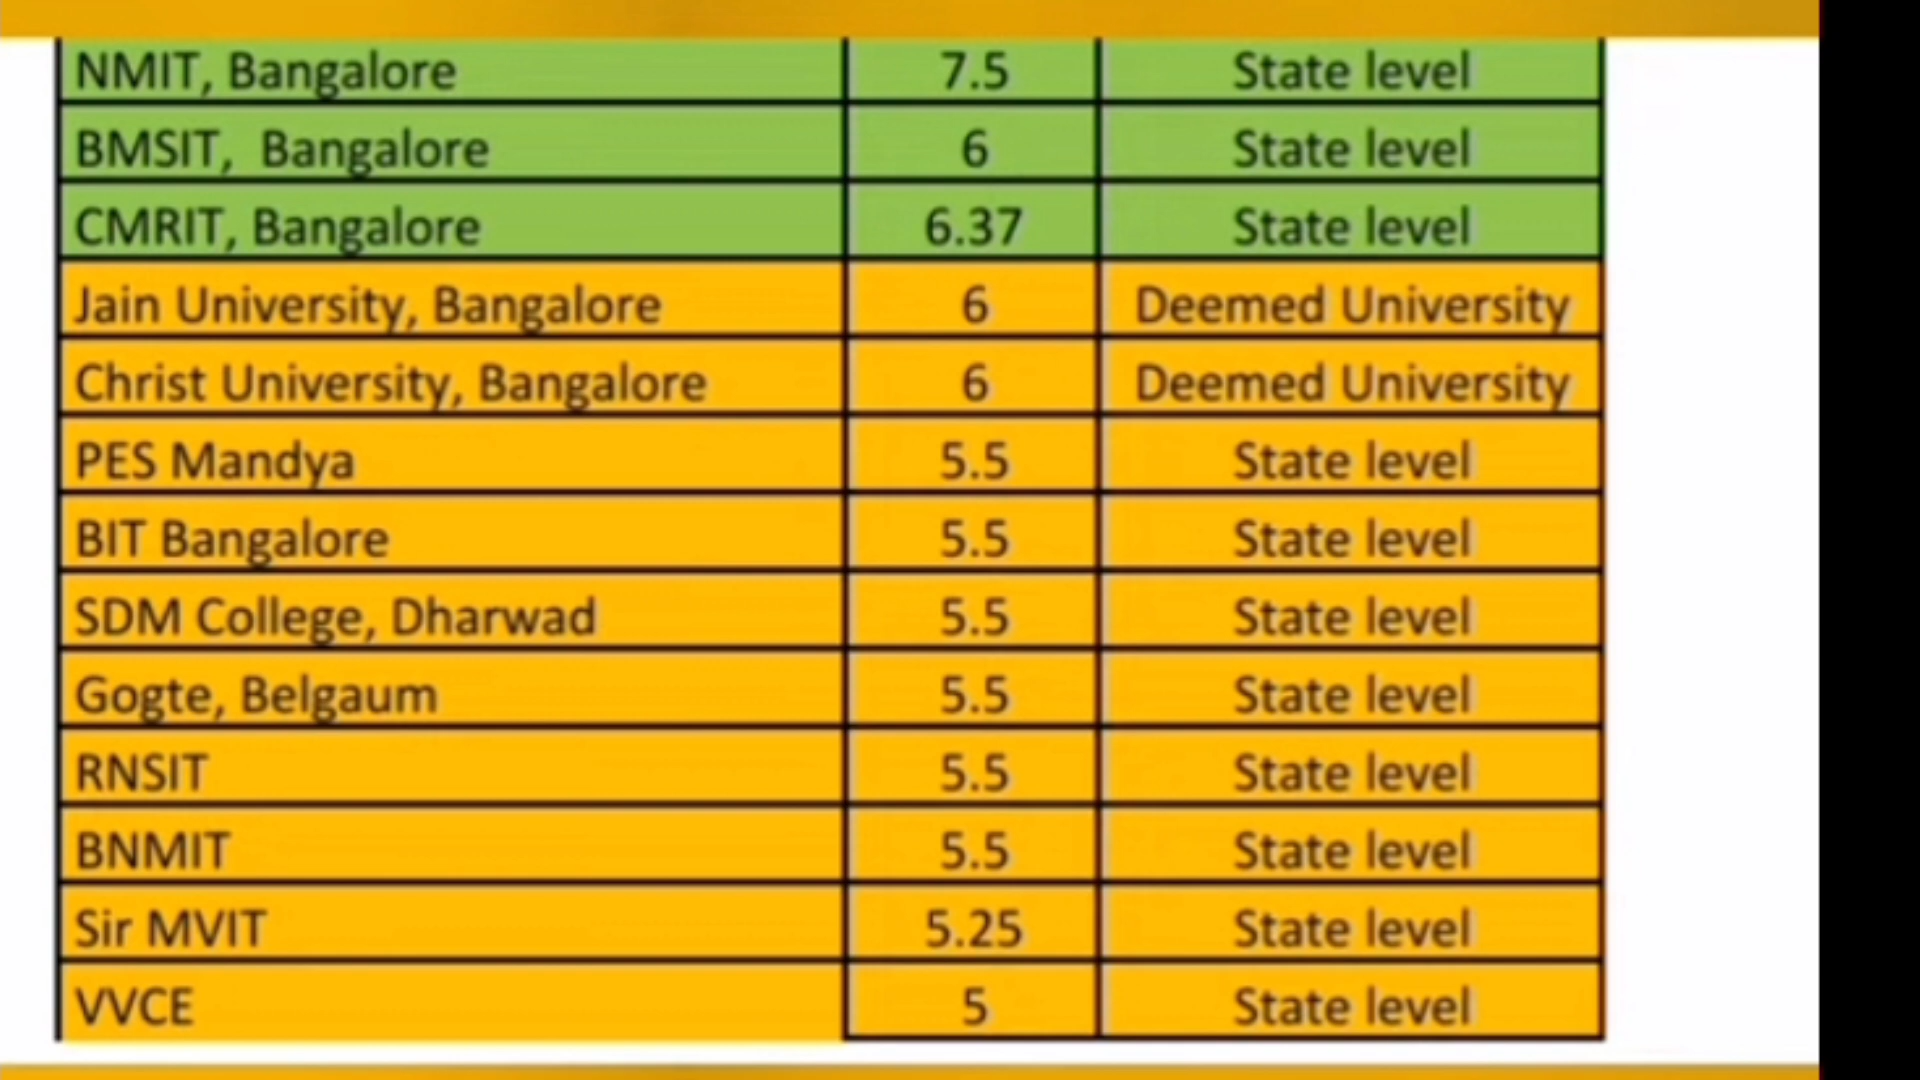 NMIT, Bangalore 7.5 State level
BMSIT, Bangalore 6 State level
CMRIT, Bangalore 6.37 State level
Jain University, Bangalore 6 Deemed University
Christ University, Bangalore 6 Deemed University
PES Mandya 5.5 State level
BIT Bangalore 5.5 State level
SDM College, Dharwad 5.5 State level
Gogte, Belgaum 5.5 State level
RNSIT 5.5 State level
BNMIT 5.5 State level
Sir MVIT 5.25 State level
VVCE 5 State level